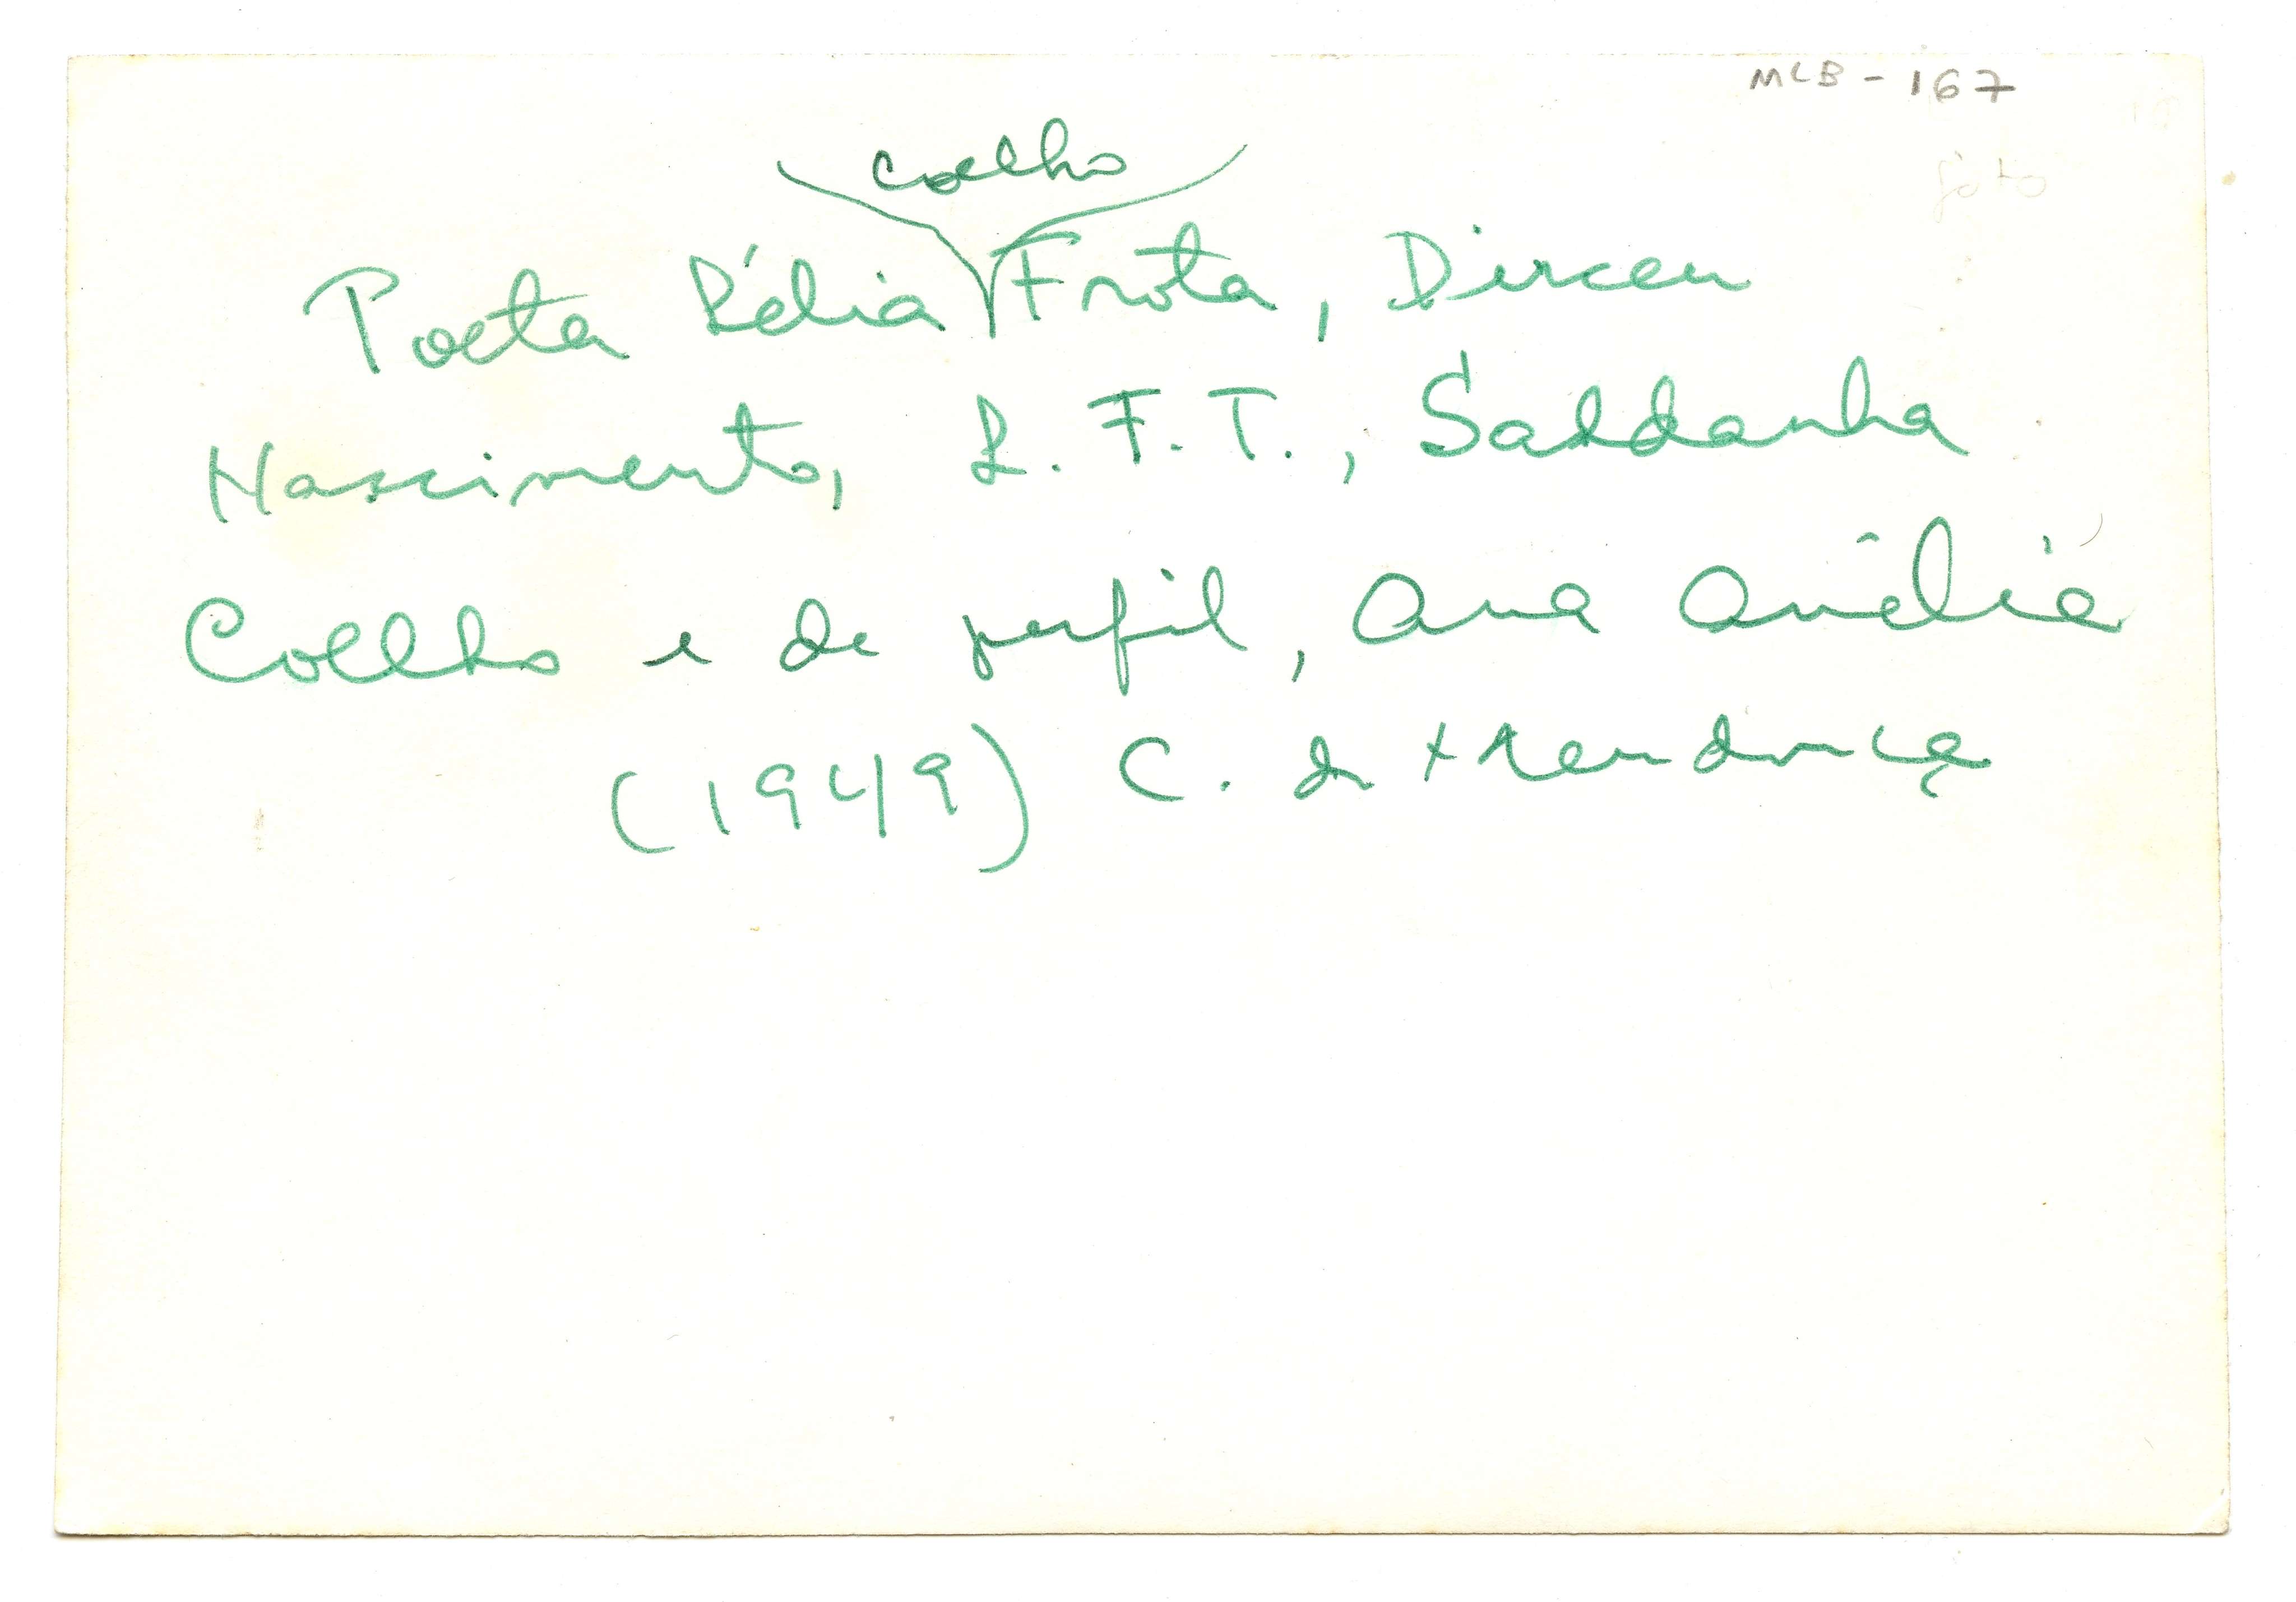 MLB - 167
foto
Coelho
Poeta Lélia Frota, Dirceu
Nascimento, L. F. T., Saldanha
Coelho e de perfil, Ana Amélia
(1949) C. de Mendonça